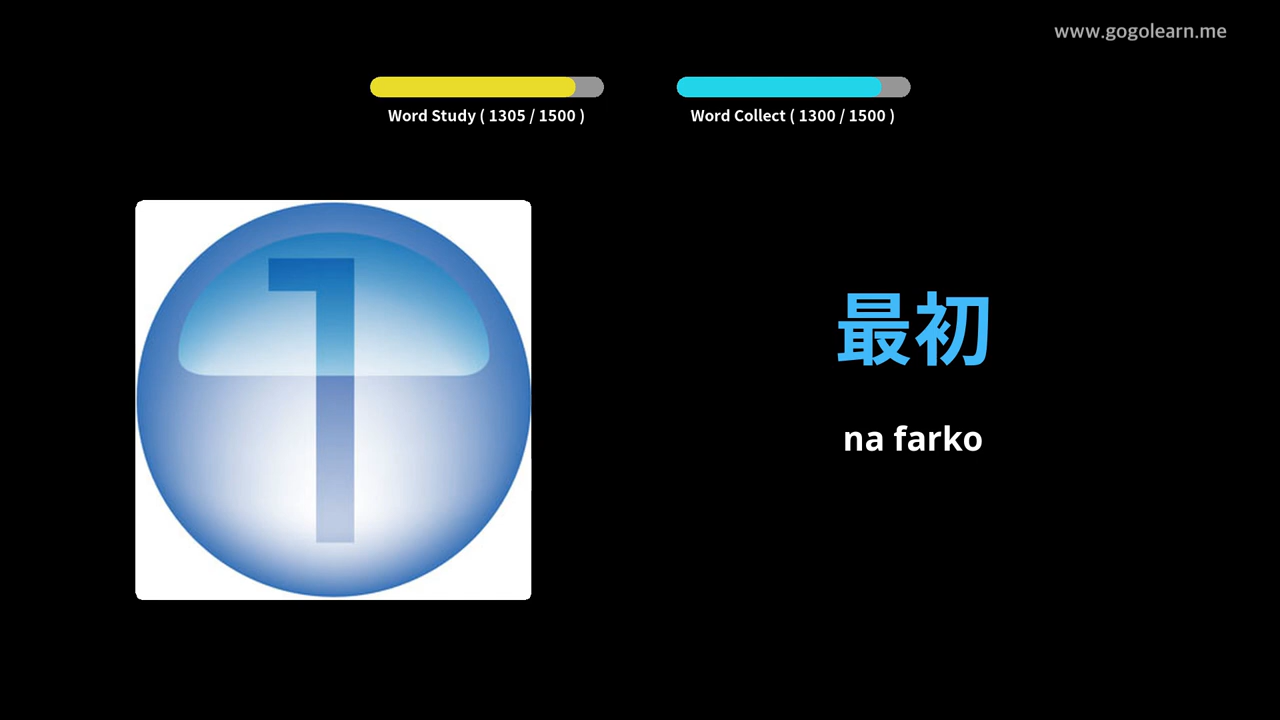 www.gogolearn.me
Word Study ( 1305 / 1500 )
Word Collect ( 1300 / 1500 )
1
最初
na farko